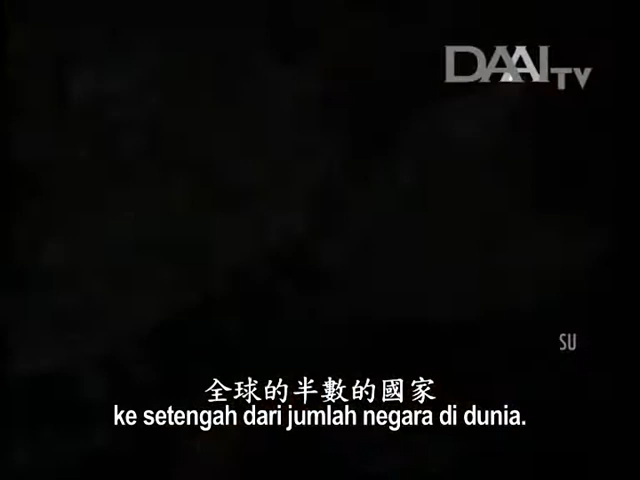 DAAI TV
SU
全球的半數的國家
ke setengah dari jumlah negara di dunia.